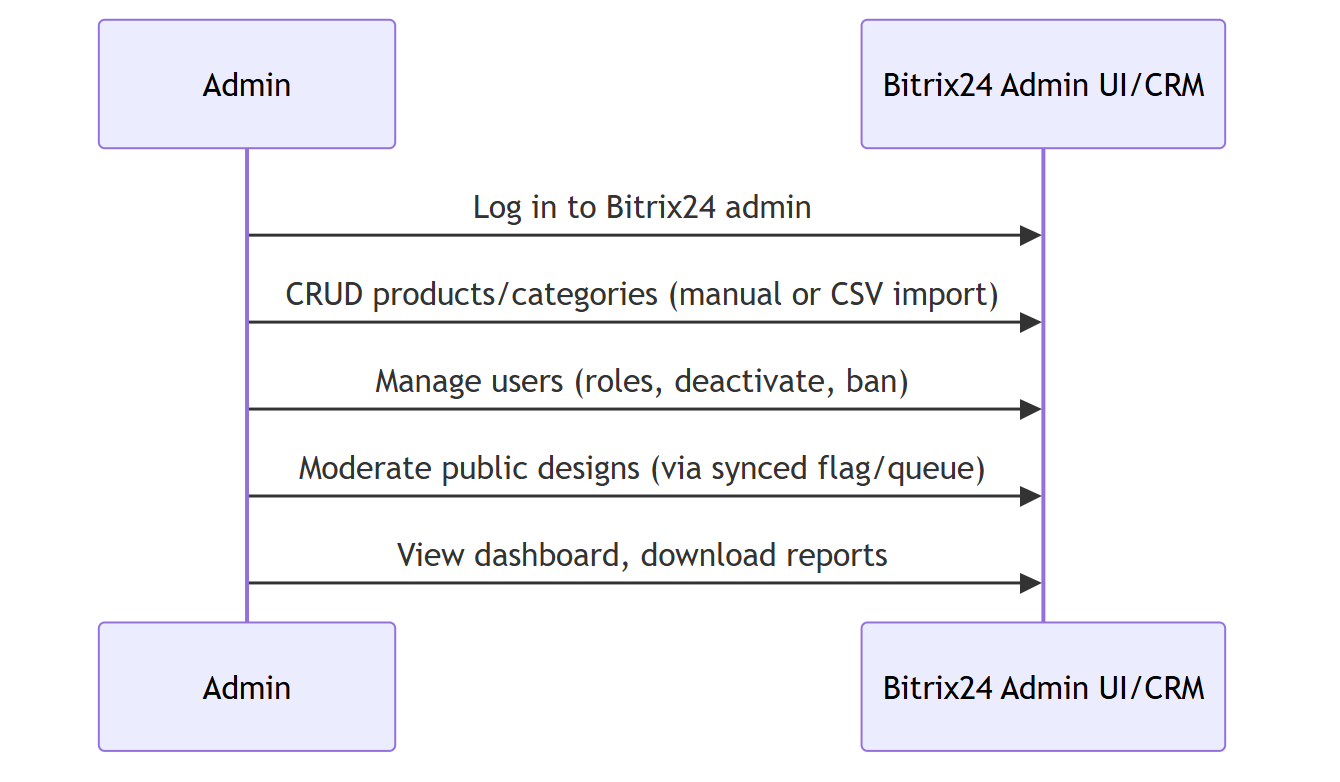 Admin
Bitrix24 Admin UI/CRM
Log in to Bitrix24 admin
CRUD products/categories (manual or CSV import)
Manage users (roles, deactivate, ban)
Moderate public designs (via synced flag/queue)
View dashboard, download reports
Admin
Bitrix24 Admin UI/CRM